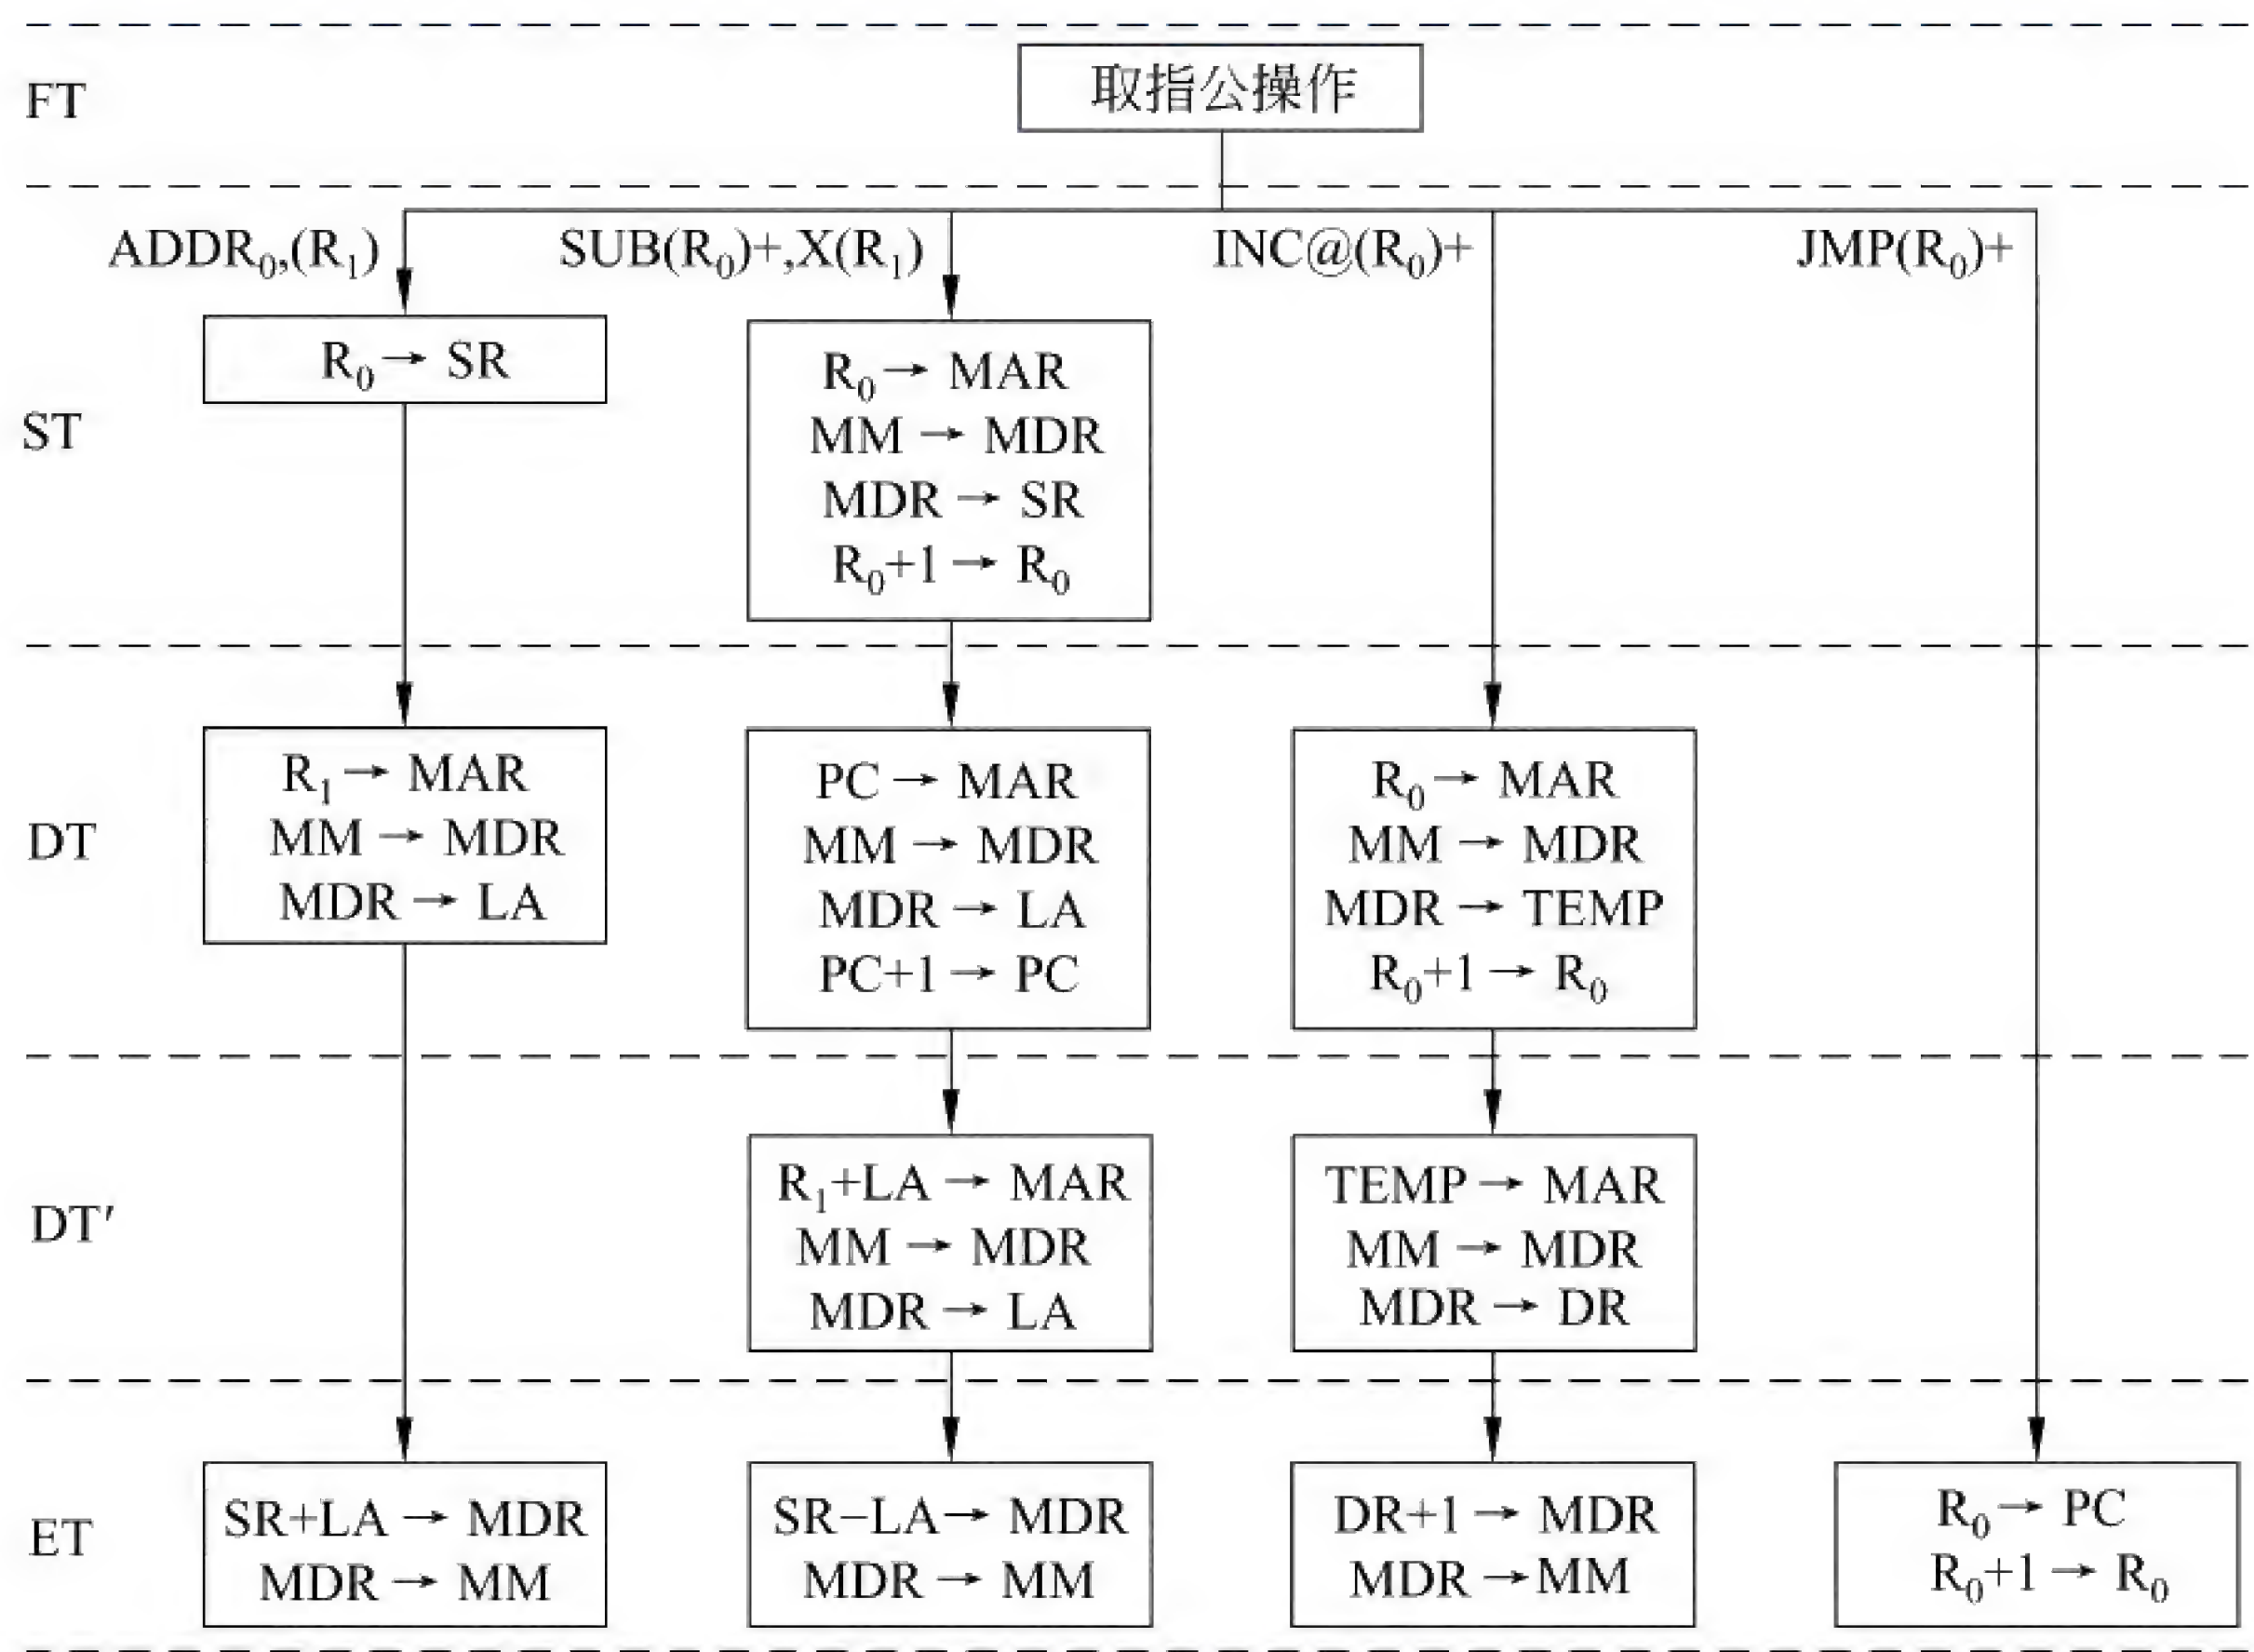 FT
取指公操作
ADDR₀,(R₁)
SUB(R₀)+,X(R₁)
INC@(R₀)+
JMP(R₀)+
ST
R₀→SR
R₀→MAR
MM→MDR
MDR→SR
R₀+1→R₀
DT
R₁→MAR
MM→MDR
MDR→LA
PC→MAR
MM→MDR
MDR→LA
PC+1→PC
R₀→MAR
MM→MDR
MDR→TEMP
R₀+1→R₀
DT′
R₁+LA→MAR
MM→MDR
MDR→LA
TEMP→MAR
MM→MDR
MDR→DR
ET
SR+LA→MDR
MDR→MM
SR−LA→MDR
MDR→MM
DR+1→MDR
MDR→MM
R₀→PC
R₀+1→R₀